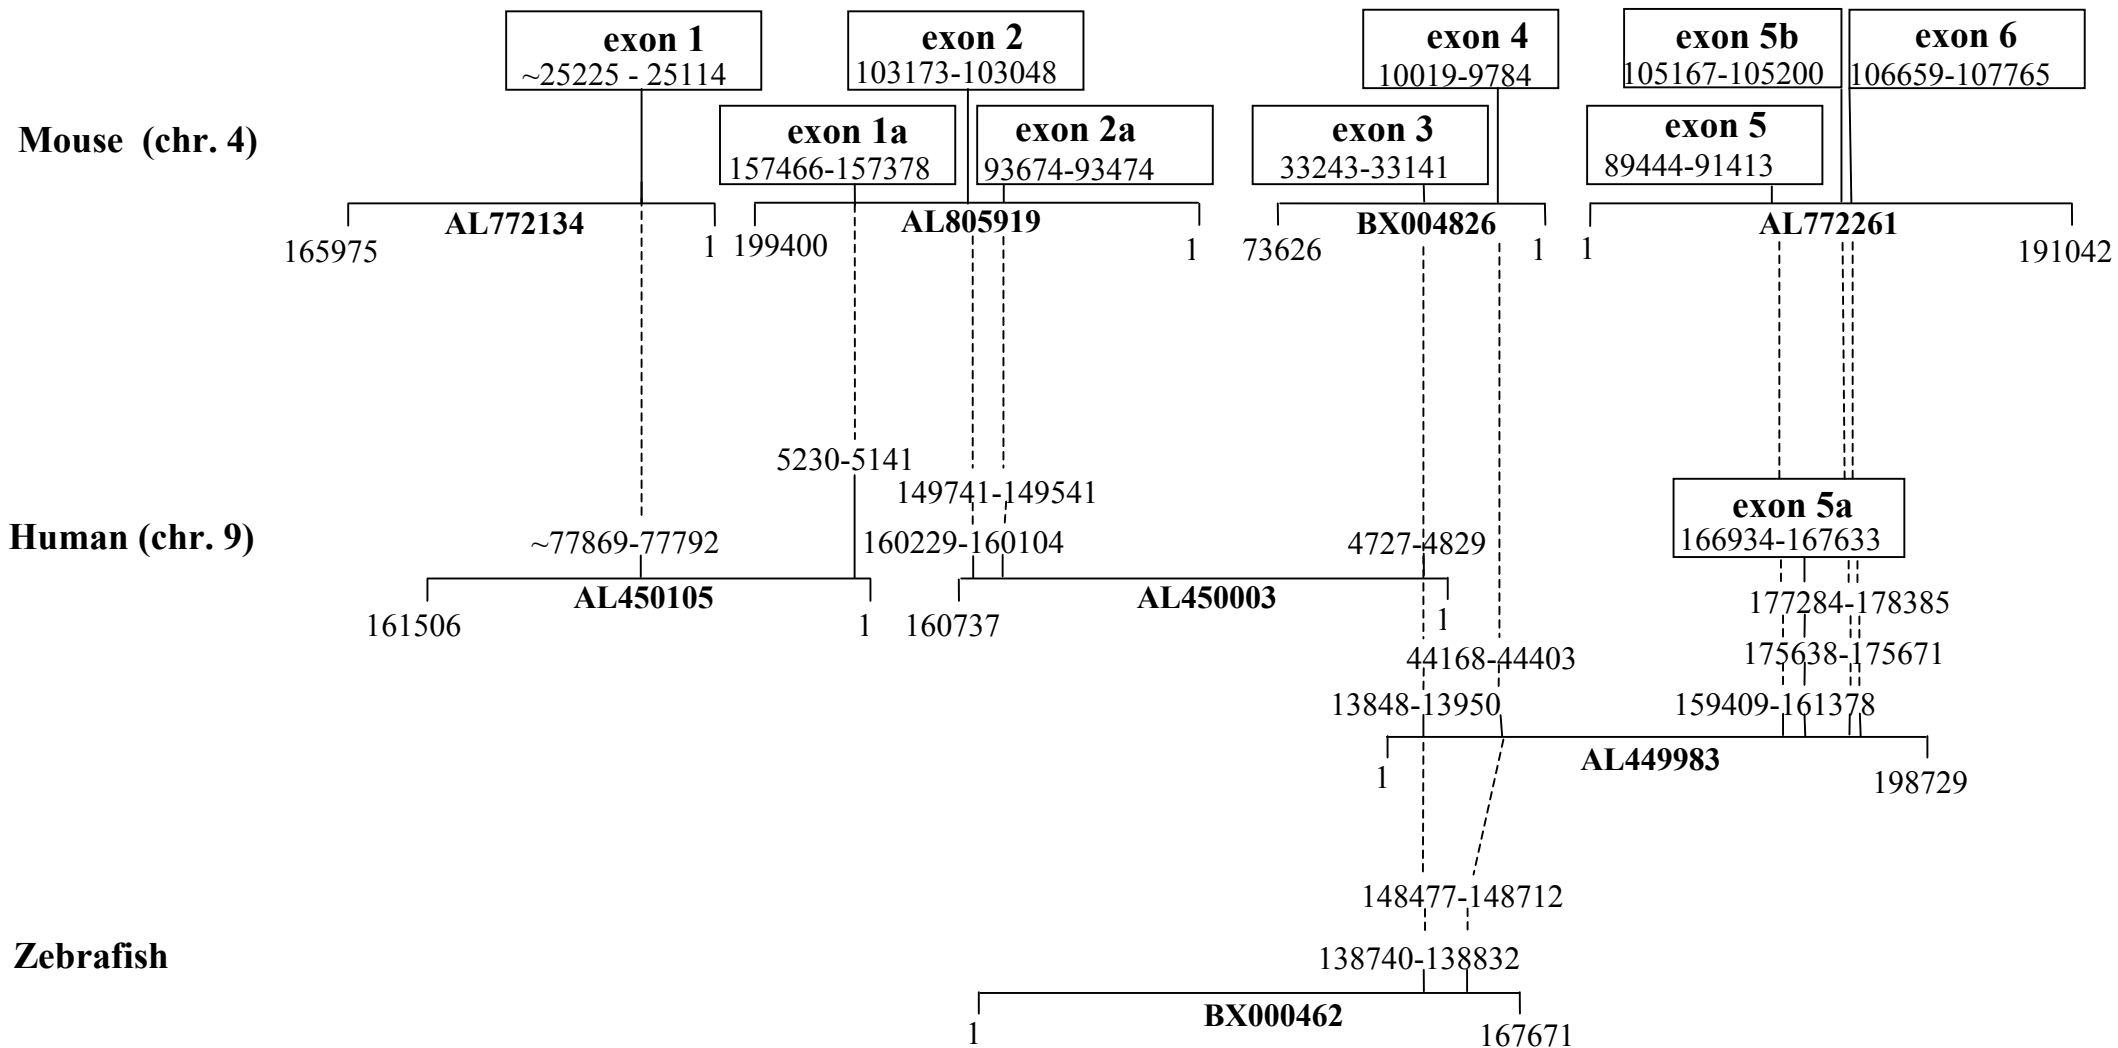 exon 1
~25225 - 25114
exon 2
103173-103048
exon 4
10019-9784
exon 5b
105167-105200
exon 6
106659-107765
Mouse (chr. 4)
exon 1a
157466-157378
exon 2a
93674-93474
exon 3
33243-33141
exon 5
89444-91413
AL772134
165975
1
AL805919
199400
1
BX004826
73626
1
AL772261
1
191042
5230-5141
149741-149541
Human (chr. 9)
~77869-77792
160229-160104
4727-4829
exon 5a
166934-167633
AL450105
161506
1
AL450003
160737
1
177284-178385
44168-44403
175638-175671
13848-13950
159409-161378
AL449983
1
198729
148477-148712
Zebrafish
138740-138832
BX000462
1
167671